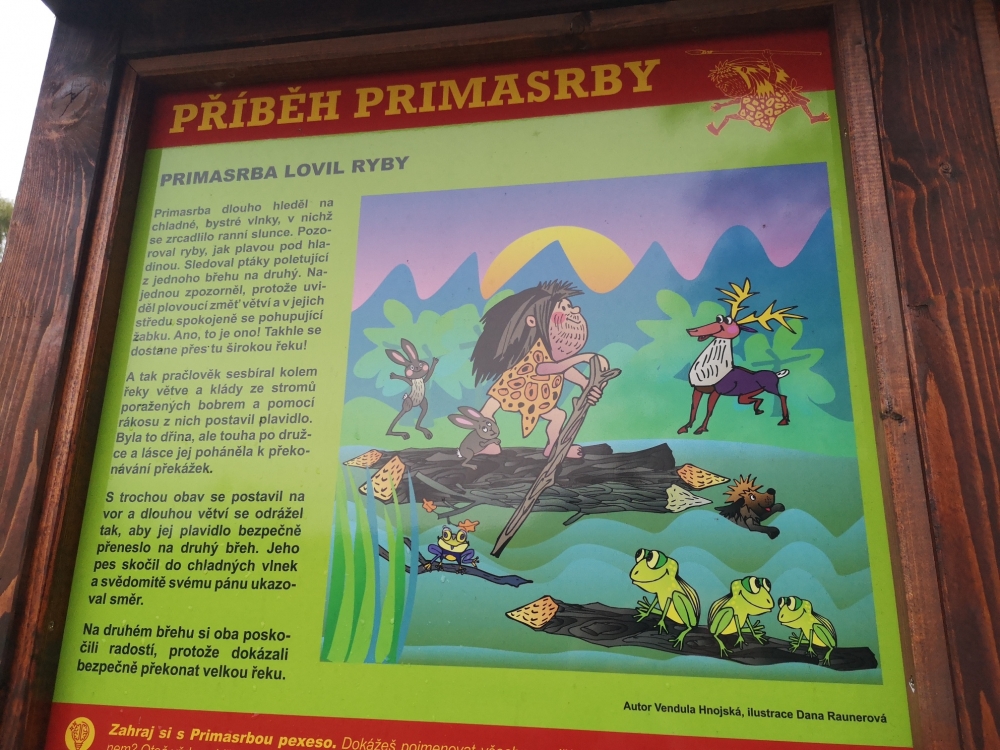 PŘÍBĚH PRIMASRBY
PRIMASRBA LOVIL RYBY
Primasrba dlouho hleděl na
chladné, bystré vlnky, v nichž
se zrcadlilo ranní slunce. Pozo-
roval ryby, jak plavou pod hla-
dinou. Sledoval ptáky poletující
z jednoho břehu na druhý. Na-
jednou zpozorněl, protože uvi-
děl plovoucí změť větví a v jejich
středu spokojeně se pohupující
žabku. Ano, to je ono! Takhle se
dostane přes tu širokou řeku!
A tak pračlověk sesbíral kolem
řeky větve a klády ze stromů
poražených bobrem a pomocí
rákosu z nich postavil plavidlo.
Byla to dřina, ale touha po druž-
ce a lásce jej poháněla k překo-
návání překážek.
S trochou obav se postavil na
vor a dlouhou větví se odrážel
tak, aby jej plavidlo bezpečně
přeneslo na druhý břeh. Jeho
pes skočil do chladných vlnek
a svědomitě svému pánu ukazo-
val směr.
Na druhém břehu si oba posko-
čili radostí, protože dokázali
bezpečně překonat velkou řeku.
Autor Vendula Hnojská, ilustrace Dana Raunerová
Zahraj si s Primasrbou pexeso. Dokážeš pojmenovat